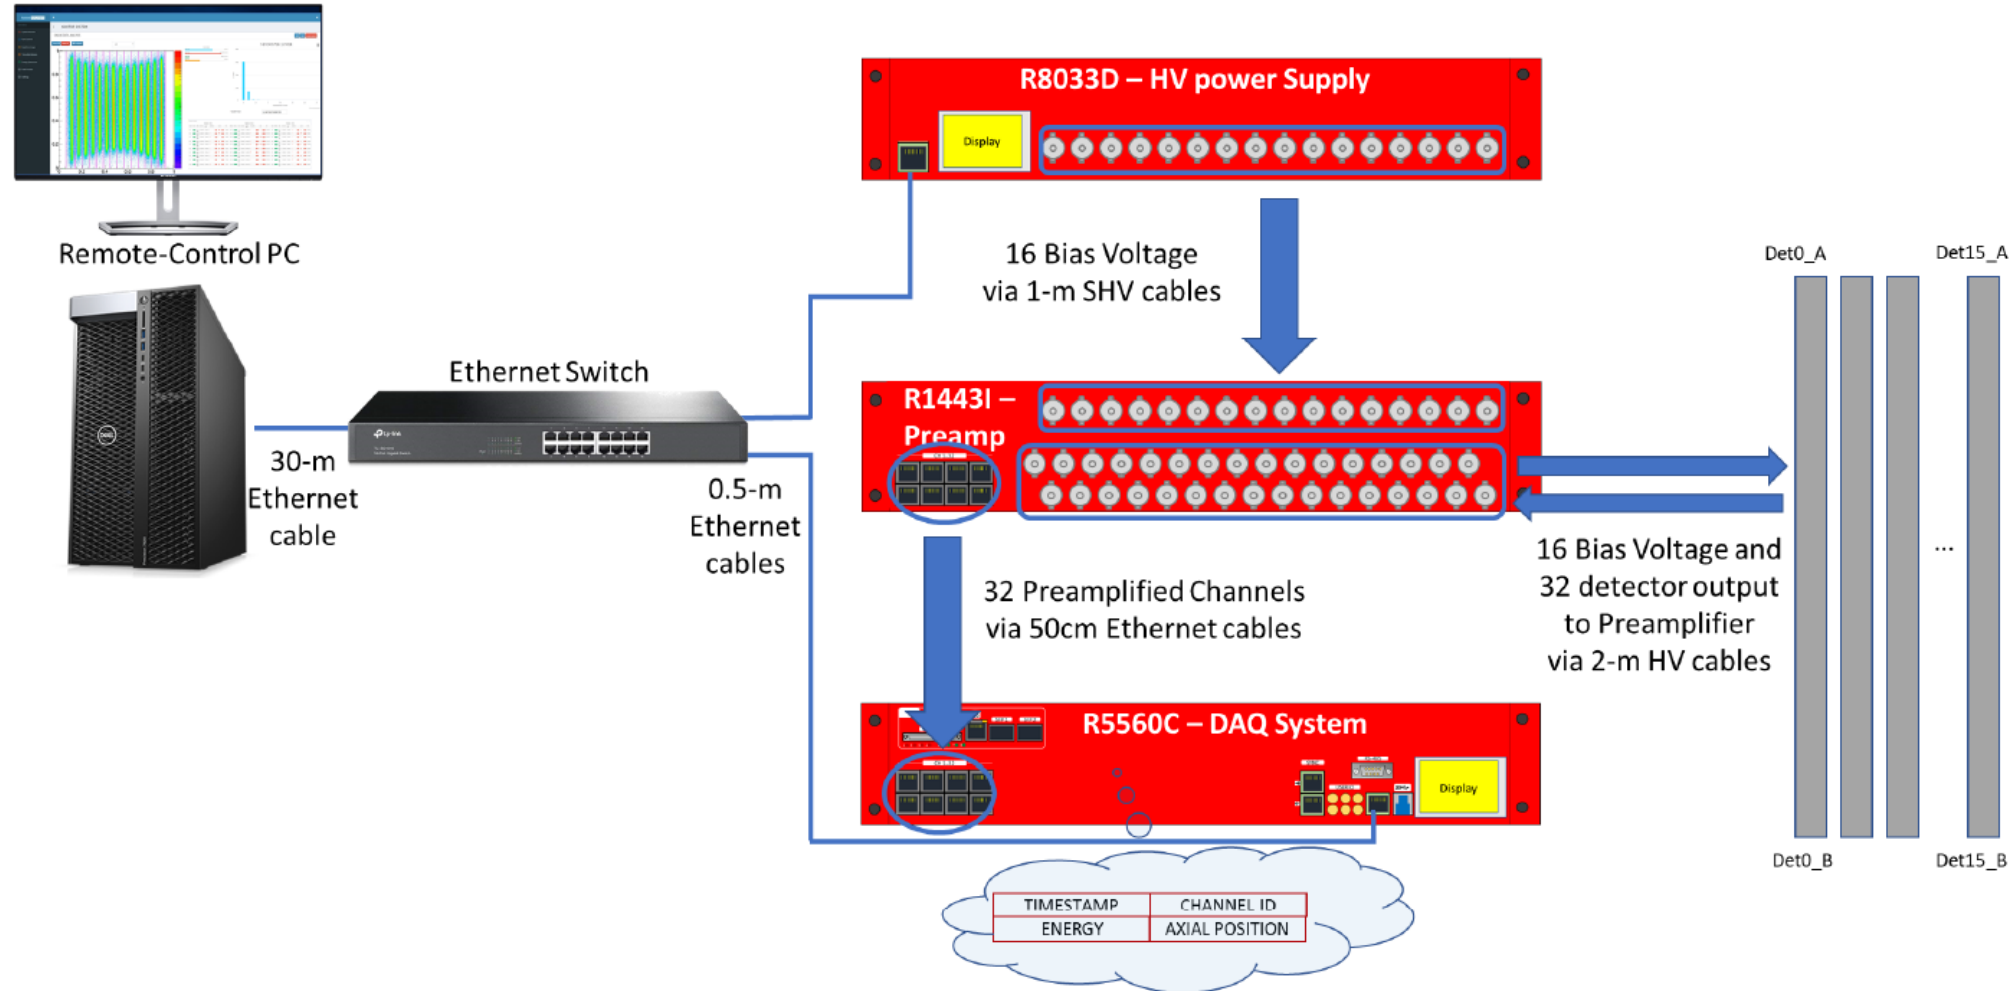 R8033D – HV power Supply
Display
Remote-Control PC
16 Bias Voltage
via 1-m SHV cables
Det0_A
Det15_A
Ethernet Switch
R1443I –
Preamp
30-m
Ethernet
cable
0.5-m
Ethernet
cables
16 Bias Voltage and
32 detector output
to Preamplifier
via 2-m HV cables
...
32 Preamplified Channels
via 50cm Ethernet cables
R5560C – DAQ System
Display
Det0_B
Det15_B
TIMESTAMP
CHANNEL ID
ENERGY
AXIAL POSITION